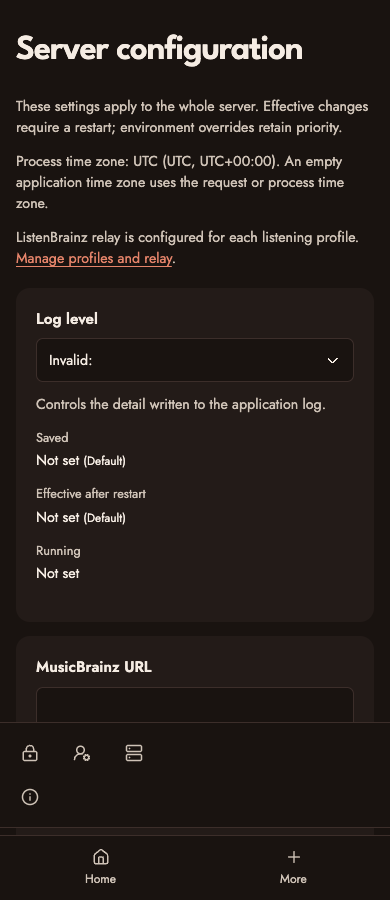 Server configuration
These settings apply to the whole server. Effective changes
require a restart; environment overrides retain priority.
Process time zone: UTC (UTC, UTC+00:00). An empty
application time zone uses the request or process time
zone.
ListenBrainz relay is configured for each listening profile.
Manage profiles and relay.
Log level
Invalid:
Controls the detail written to the application log.
Saved
Not set (Default)
Effective after restart
Not set (Default)
Running
Not set
MusicBrainz URL
Home
More